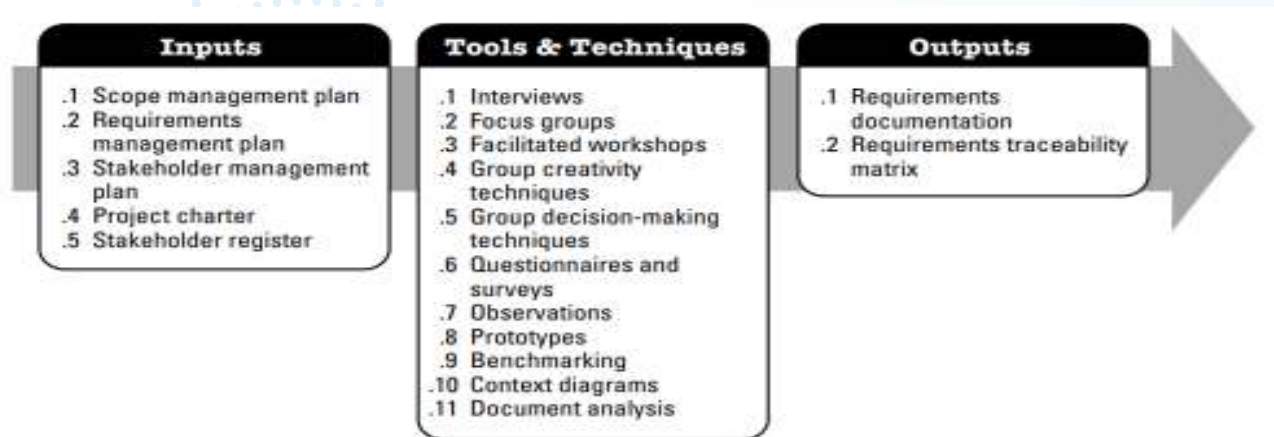 Inputs
.1 Scope management plan
.2 Requirements
management plan
.3 Stakeholder management
plan
.4 Project charter
.5 Stakeholder register
Tools & Techniques
.1 Interviews
.2 Focus groups
.3 Facilitated workshops
.4 Group creativity
techniques
.5 Group decision-making
techniques
.6 Questionnaires and
surveys
.7 Observations
.8 Prototypes
.9 Benchmarking
.10 Context diagrams
.11 Document analysis
Outputs
.1 Requirements
documentation
.2 Requirements traceability
matrix